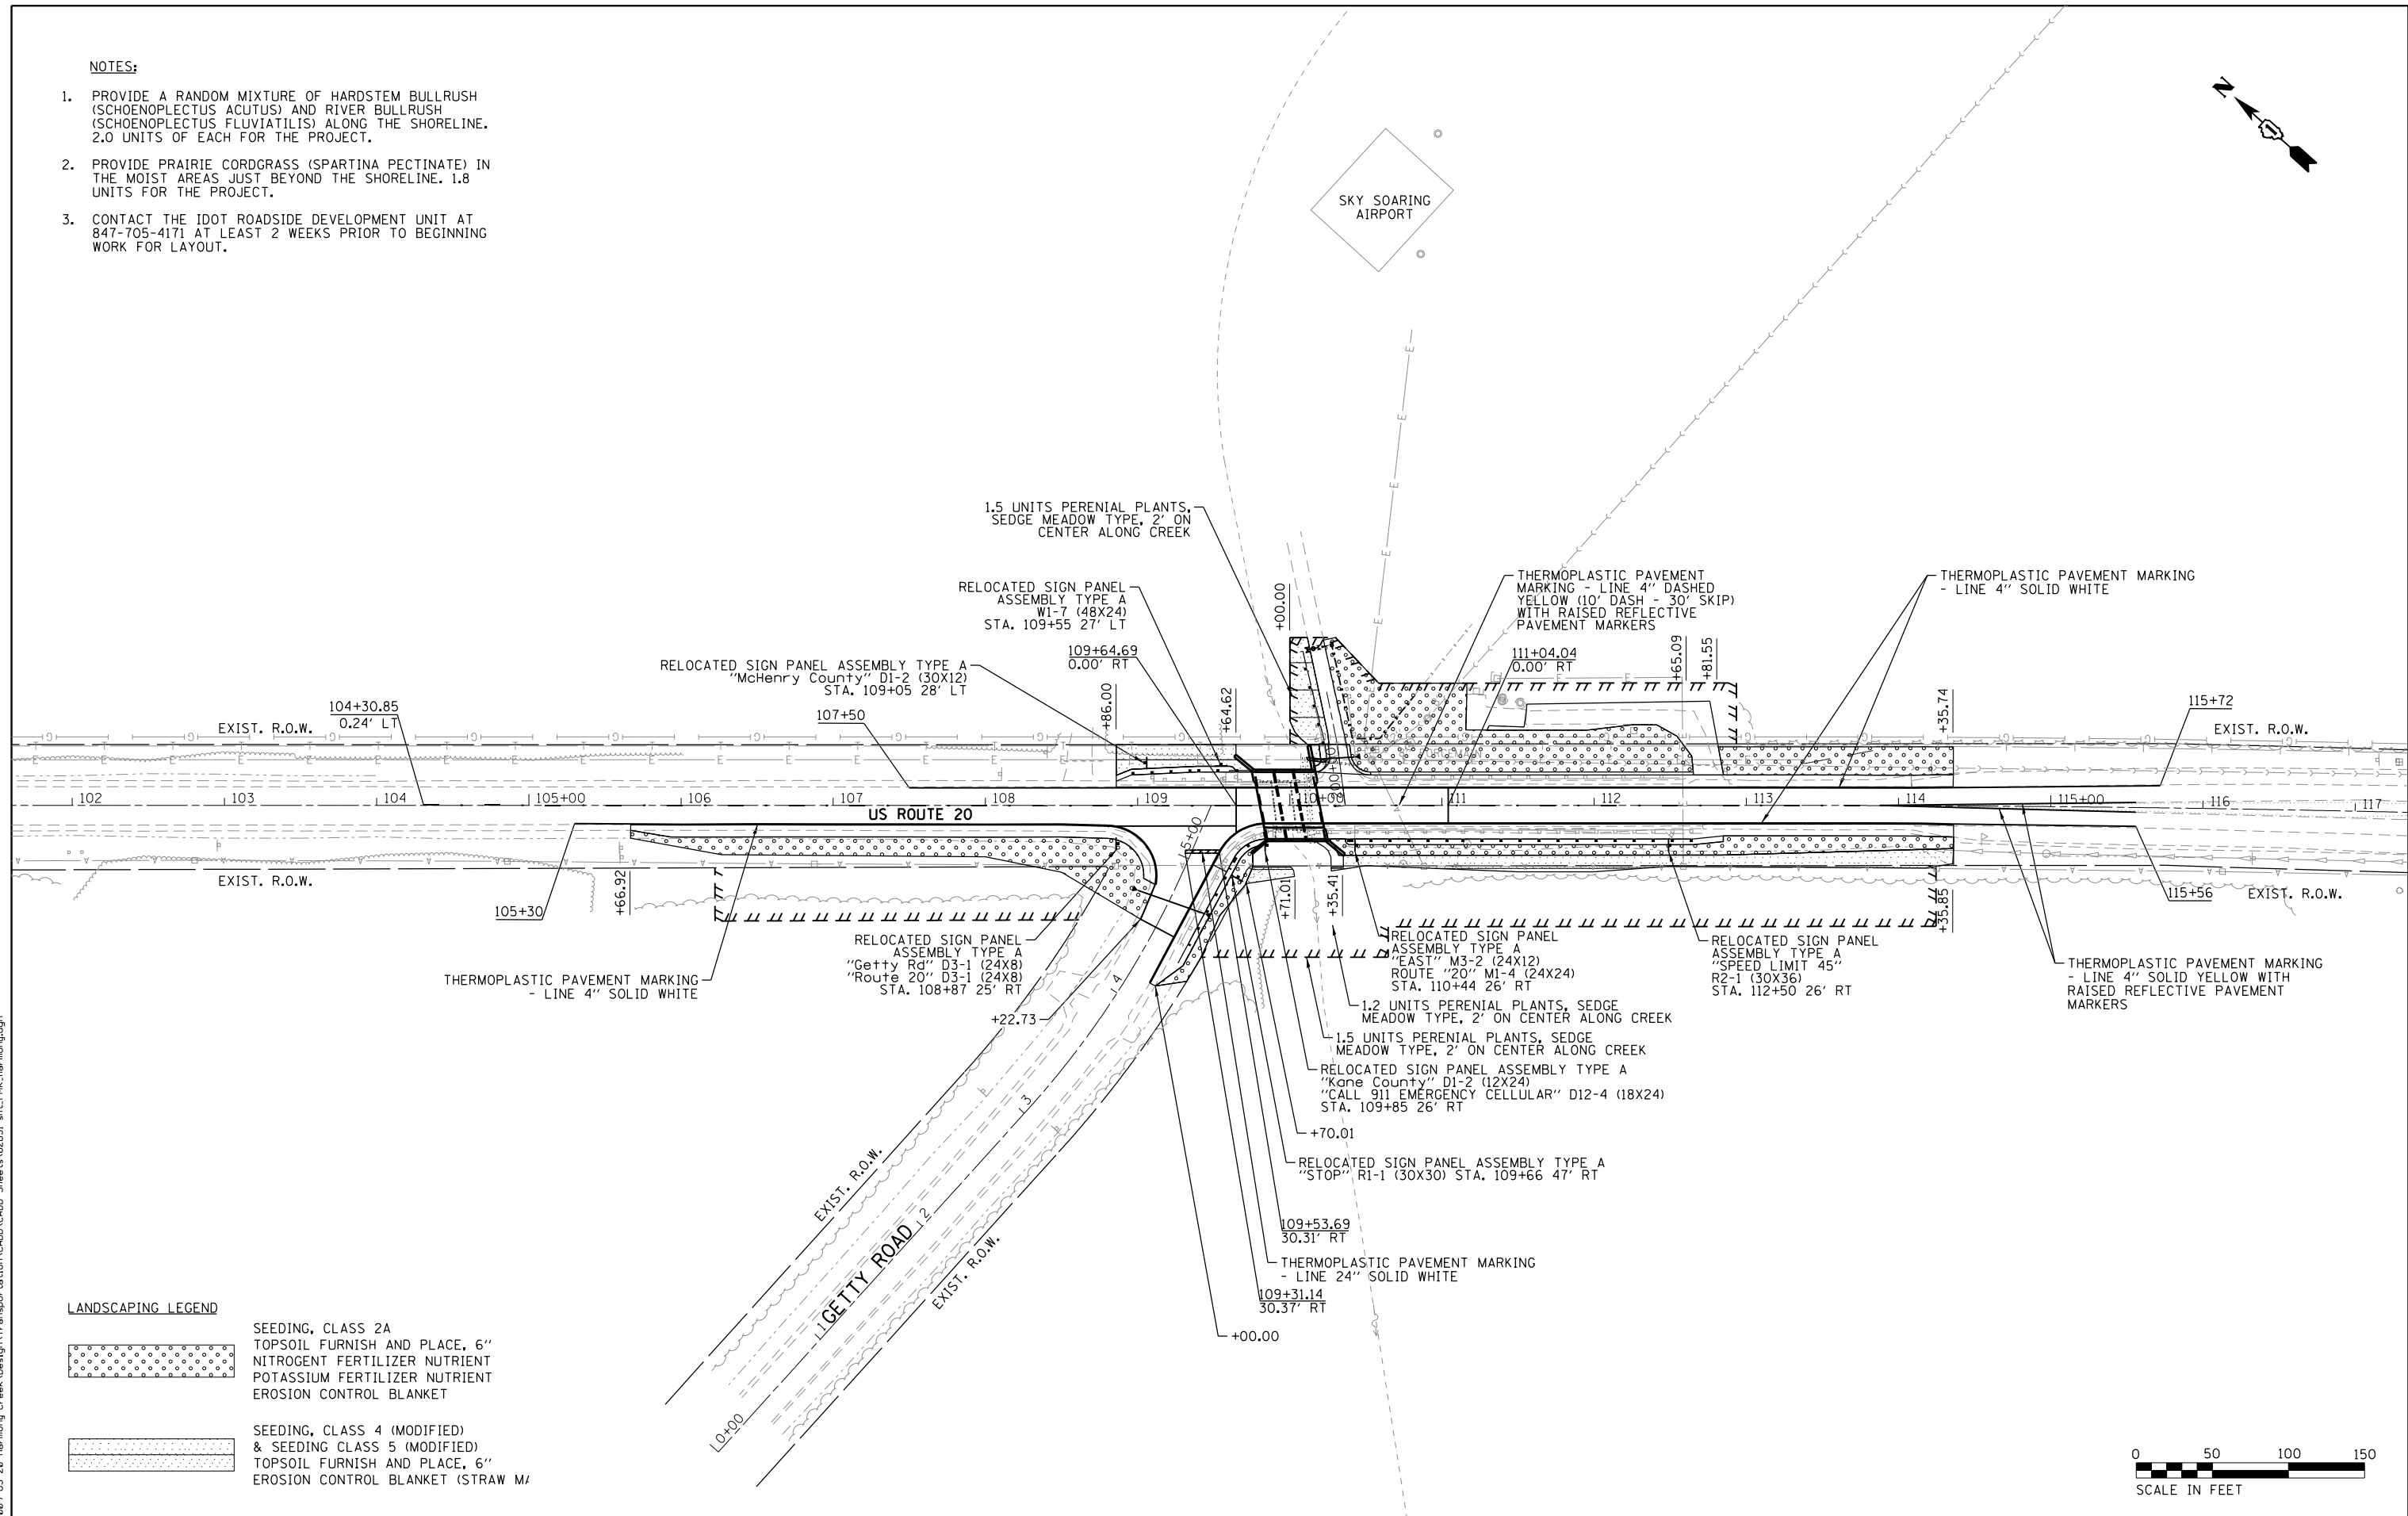 NOTES:
1. PROVIDE A RANDOM MIXTURE OF HARDSTEM BULLRUSH
(SCHOENOPLECTUS ACUTUS) AND RIVER BULLRUSH
(SCHOENOPLECTUS FLUVIATILIS) ALONG THE SHORELINE.
2.0 UNITS OF EACH FOR THE PROJECT.
2. PROVIDE PRAIRIE CORDGRASS (SPARTINA PECTINATE) IN
THE MOIST AREAS JUST BEYOND THE SHORELINE. 1.8
UNITS FOR THE PROJECT.
3. CONTACT THE IDOT ROADSIDE DEVELOPMENT UNIT AT
847-705-4171 AT LEAST 2 WEEKS PRIOR TO BEGINNING
WORK FOR LAYOUT.
N
SKY SOARING
AIRPORT
1.5 UNITS PERENIAL PLANTS,
SEDGE MEADOW TYPE, 2' ON
CENTER ALONG CREEK
RELOCATED SIGN PANEL
ASSEMBLY TYPE A
W1-7 (48X24)
STA. 109+55 27' LT
109+64.69
0.00' RT
RELOCATED SIGN PANEL ASSEMBLY TYPE A
"McHenry County" D1-2 (30X12)
STA. 109+05 28' LT
THERMOPLASTIC PAVEMENT
MARKING - LINE 4" DASHED
YELLOW (10' DASH - 30' SKIP)
WITH RAISED REFLECTIVE
PAVEMENT MARKERS
THERMOPLASTIC PAVEMENT MARKING
- LINE 4" SOLID WHITE
111+04.04
0.00' RT
+00.00
+65.09
+81.55
+86.00
+64.62
+35.74
104+30.85
0.24' LT
107+50
115+72
EXIST. R.O.W.
EXIST. R.O.W.
102
103
104
105+00
106
107
108
109
110+00
111
112
113
114
115+00
116
117
US ROUTE 20
5+00
EXIST. R.O.W.
EXIST. R.O.W.
105+30
+66.92
+71.01
+35.41
+35.85
115+56
THERMOPLASTIC PAVEMENT MARKING
- LINE 4" SOLID WHITE
RELOCATED SIGN PANEL
ASSEMBLY TYPE A
"Getty Rd" D3-1 (24X8)
"Route 20" D3-1 (24X8)
STA. 108+87 25' RT
+22.73
RELOCATED SIGN PANEL
ASSEMBLY TYPE A
"EAST" M3-2 (24X12)
ROUTE "20" M1-4 (24X24)
STA. 110+44 26' RT
RELOCATED SIGN PANEL
ASSEMBLY TYPE A
"SPEED LIMIT 45"
R2-1 (30X36)
STA. 112+50 26' RT
THERMOPLASTIC PAVEMENT MARKING
- LINE 4" SOLID YELLOW WITH
RAISED REFLECTIVE PAVEMENT
MARKERS
1.2 UNITS PERENIAL PLANTS, SEDGE
MEADOW TYPE, 2' ON CENTER ALONG CREEK
1.5 UNITS PERENIAL PLANTS, SEDGE
MEADOW TYPE, 2' ON CENTER ALONG CREEK
RELOCATED SIGN PANEL ASSEMBLY TYPE A
"Kane County" D1-2 (12X24)
"CALL 911 EMERGENCY CELLULAR" D12-4 (18X24)
STA. 109+85 26' RT
+70.01
RELOCATED SIGN PANEL ASSEMBLY TYPE A
"STOP" R1-1 (30X30) STA. 109+66 47' RT
109+53.69
30.31' RT
THERMOPLASTIC PAVEMENT MARKING
- LINE 24" SOLID WHITE
109+31.14
30.37' RT
+00.00
4
3
2
1
0+00
EXIST. R.O.W.
GETTY ROAD
EXIST. R.O.W.
LANDSCAPING LEGEND
SEEDING, CLASS 2A
TOPSOIL FURNISH AND PLACE, 6"
NITROGENT FERTILIZER NUTRIENT
POTASSIUM FERTILIZER NUTRIENT
EROSION CONTROL BLANKET
SEEDING, CLASS 4 (MODIFIED)
& SEEDING CLASS 5 (MODIFIED)
TOPSOIL FURNISH AND PLACE, 6"
EROSION CONTROL BLANKET (STRAW
0 50 100 150
SCALE IN FEET